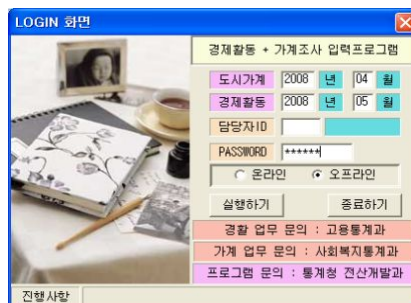 LOGIN 화면
경제활동 + 가계조사 입력프로그램
도시가계 2008 년 04 월
경제활동 2008 년 05 월
담당자ID
PASSWORD ******
온라인 오프라인
실행하기 종료하기
경활 업무 문의 : 고용통계과
가계 업무 문의 : 사회복지통계과
프로그램 문의 : 통계청 전산개발과
진행사항